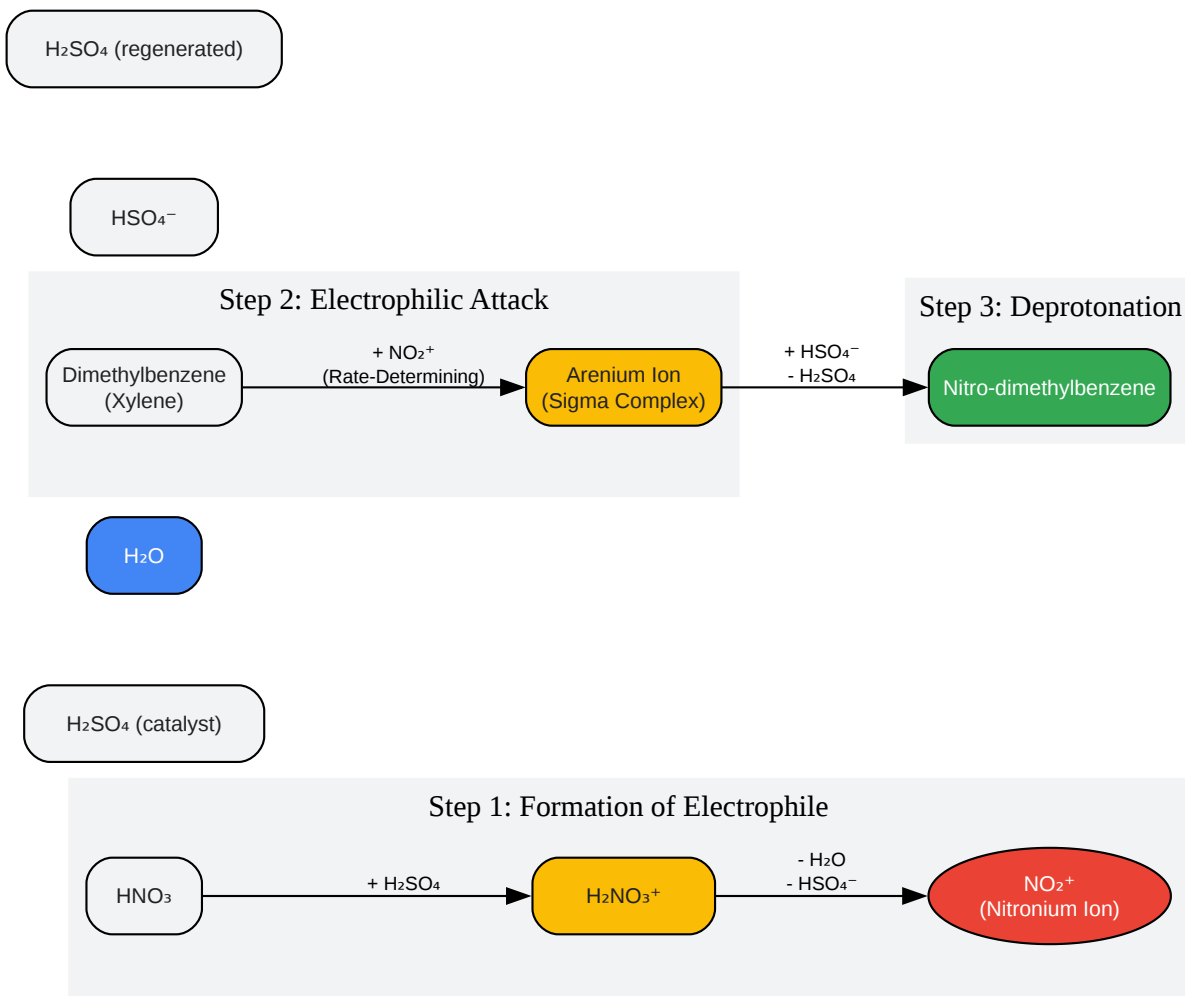 H₂SO₄ (regenerated)
HSO₄⁻
Step 2: Electrophilic Attack
Step 3: Deprotonation
Dimethylbenzene
(Xylene)
+ NO₂⁺
(Rate-Determining)
Arenium Ion
(Sigma Complex)
+ HSO₄⁻
- H₂SO₄
Nitro-dimethylbenzene
H₂O
H₂SO₄ (catalyst)
Step 1: Formation of Electrophile
HNO₃
+ H₂SO₄
H₂NO₃⁺
- H₂O
- HSO₄⁻
NO₂⁺
(Nitronium Ion)